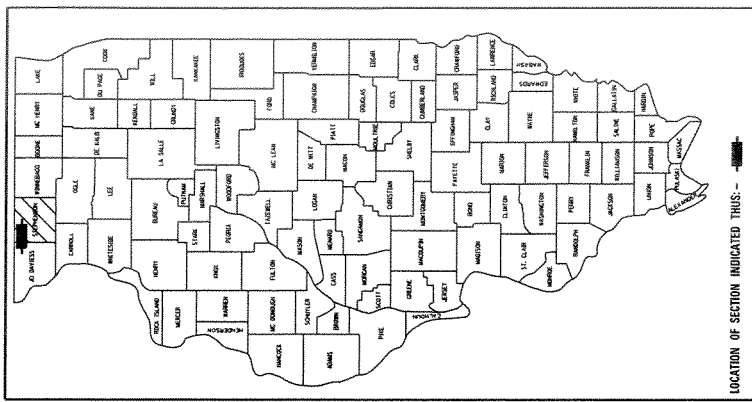 JO DAVIESS
STEPHENSON
WINNEBAGO
BOONE
MC HENRY
LAKE
CARROLL
OGLE
DE KALB
KANE
COOK
DU PAGE
WHITESIDE
LEE
KENDALL
WILL
ROCK ISLAND
HENRY
BUREAU
LA SALLE
GRUNDY
KANKAKEE
MERCER
STARK
PUTNAM
MARSHALL
LIVINGSTON
IROQUOIS
HENDERSON
WARREN
KNOX
PEORIA
WOODFORD
FORD
HANCOCK
MC DONOUGH
FULTON
TAZEWELL
MC LEAN
CHAMPAIGN
VERMILION
ADAMS
SCHUYLER
MASON
LOGAN
DE WITT
PIATT
BROWN
CASS
MENARD
MACON
DOUGLAS
EDGAR
PIKE
SCOTT
MORGAN
SANGAMON
CHRISTIAN
MOULTRIE
COLES
CLARK
CALHOUN
GREENE
MACOUPIN
MONTGOMERY
SHELBY
CUMBERLAND
JERSEY
FAYETTE
EFFINGHAM
JASPER
CRAWFORD
MADISON
BOND
CLAY
RICHLAND
LAWRENCE
ST. CLAIR
CLINTON
MARION
WAYNE
EDWARDS
WABASH
MONROE
WASHINGTON
JEFFERSON
RANDOLPH
PERRY
FRANKLIN
HAMILTON
WHITE
JACKSON
WILLIAMSON
SALINE
GALLATIN
UNION
JOHNSON
POPE
HARDIN
ALEXANDER
PULASKI
MASSAC
LOCATION OF SECTION INDICATED THUS: -